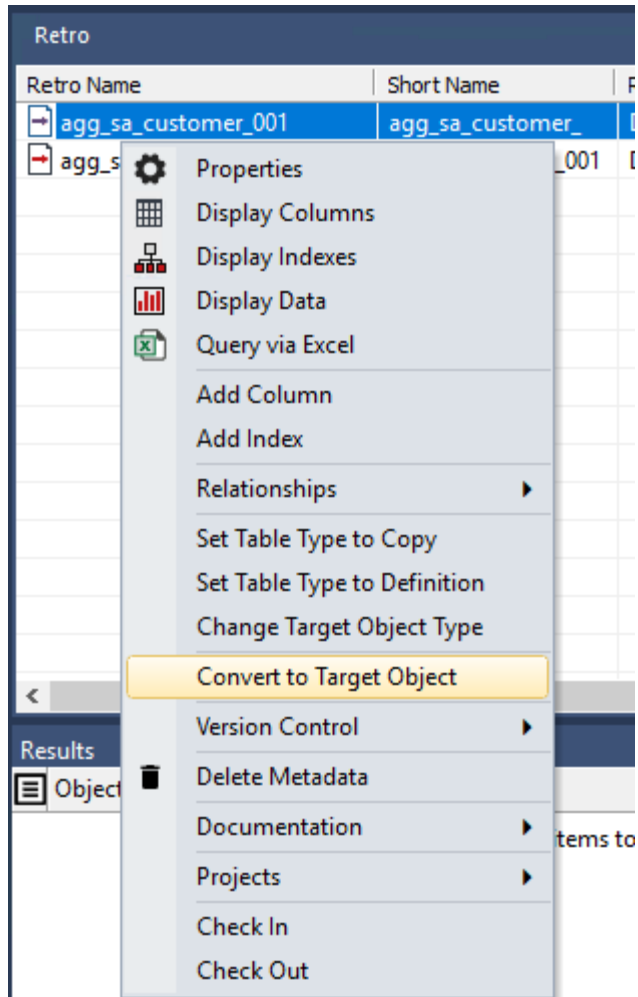 Retro
Retro Name Short Name
agg_sa_customer_001 agg_sa_customer_
agg_s _001
Properties
Display Columns
Display Indexes
Display Data
Query via Excel
Add Column
Add Index
Relationships
Set Table Type to Copy
Set Table Type to Definition
Change Target Object Type
Convert to Target Object
Version Control
Results
Delete Metadata
Object
Documentation
items to
Projects
Check In
Check Out